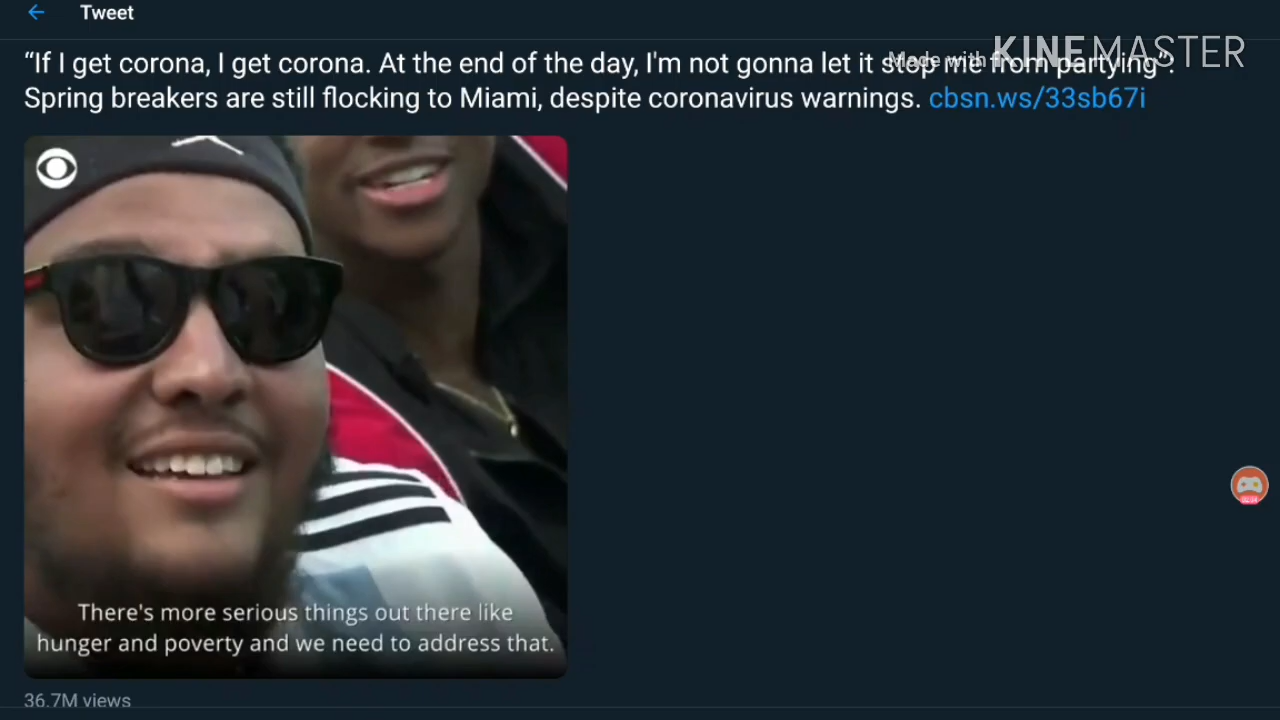 Tweet
Made with KINEMASTER
“If I get corona, I get corona. At the end of the day, I'm not gonna let it stop me from partying”:
Spring breakers are still flocking to Miami, despite coronavirus warnings. cbsn.ws/33sb67i
There's more serious things out there like
hunger and poverty and we need to address that.
36.7M views